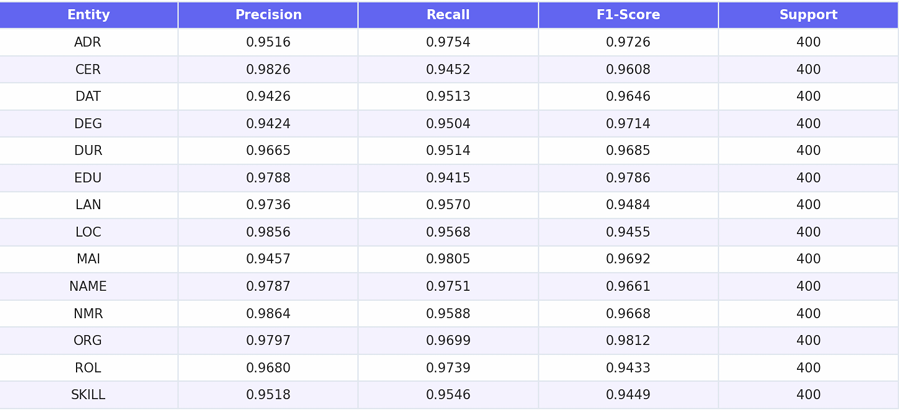 Entity Precision Recall F1-Score Support
ADR 0.9516 0.9754 0.9726 400
CER 0.9826 0.9452 0.9608 400
DAT 0.9426 0.9513 0.9646 400
DEG 0.9424 0.9504 0.9714 400
DUR 0.9665 0.9514 0.9685 400
EDU 0.9788 0.9415 0.9786 400
LAN 0.9736 0.9570 0.9484 400
LOC 0.9856 0.9568 0.9455 400
MAI 0.9457 0.9805 0.9692 400
NAME 0.9787 0.9751 0.9661 400
NMR 0.9864 0.9588 0.9668 400
ORG 0.9797 0.9699 0.9812 400
ROL 0.9680 0.9739 0.9433 400
SKILL 0.9518 0.9546 0.9449 400